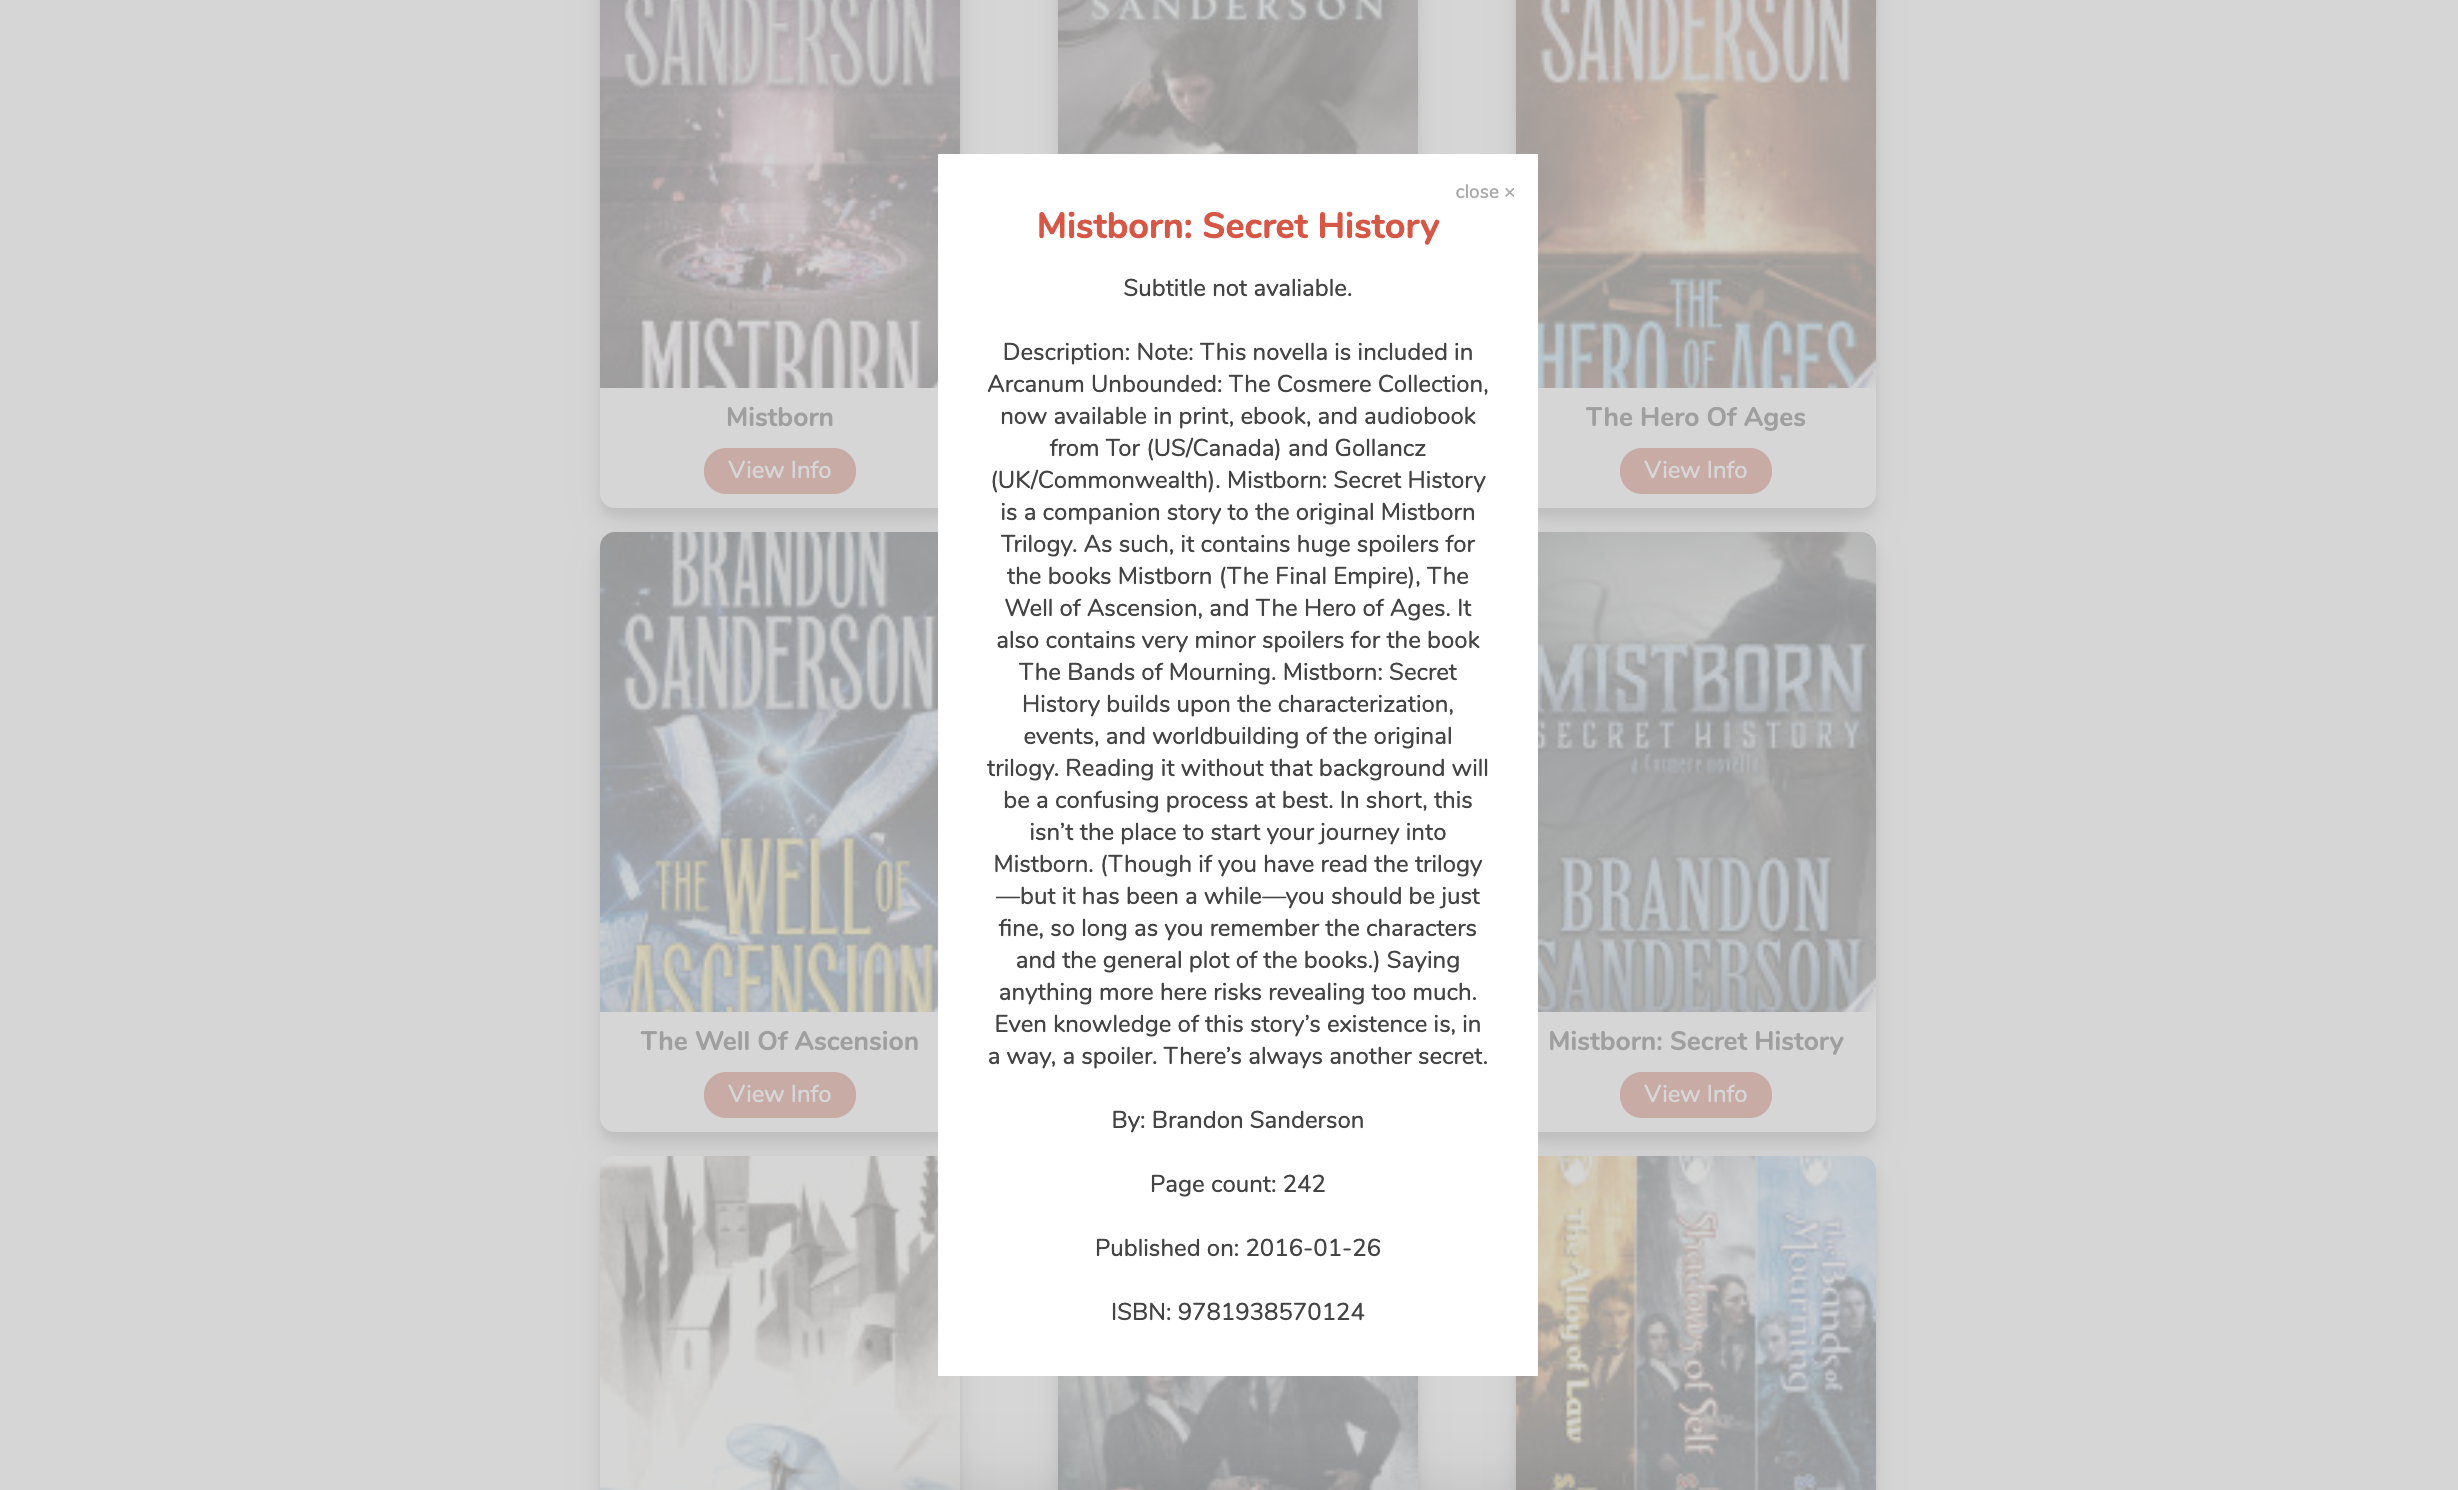 SANDERSON
MISTBORN
Mistborn
View Info
SANDERSON
SANDERSON
THE
HERO OF AGES
The Hero Of Ages
View Info
BRANDON
SANDERSON
THE WELL OF
ASCENSION
The Well Of Ascension
View Info
close ×
Mistborn: Secret History
Subtitle not avaliable.
Description: Note: This novella is included in
Arcanum Unbounded: The Cosmere Collection,
now available in print, ebook, and audiobook
from Tor (US/Canada) and Gollancz
(UK/Commonwealth). Mistborn: Secret History
is a companion story to the original Mistborn
Trilogy. As such, it contains huge spoilers for
the books Mistborn (The Final Empire), The
Well of Ascension, and The Hero of Ages. It
also contains very minor spoilers for the book
The Bands of Mourning. Mistborn: Secret
History builds upon the characterization,
events, and worldbuilding of the original
trilogy. Reading it without that background will
be a confusing process at best. In short, this
isn’t the place to start your journey into
Mistborn. (Though if you have read the trilogy
—but it has been a while—you should be just
fine, so long as you remember the characters
and the general plot of the books.) Saying
anything more here risks revealing too much.
Even knowledge of this story’s existence is, in
a way, a spoiler. There’s always another secret.
By: Brandon Sanderson
Page count: 242
Published on: 2016-01-26
ISBN: 9781938570124
MISTBORN
SECRET HISTORY
a Cosmere novella
BRANDON
SANDERSON
Mistborn: Secret History
View Info
The Alloy of Law
Shadows of Self
The Bands of
Mourning